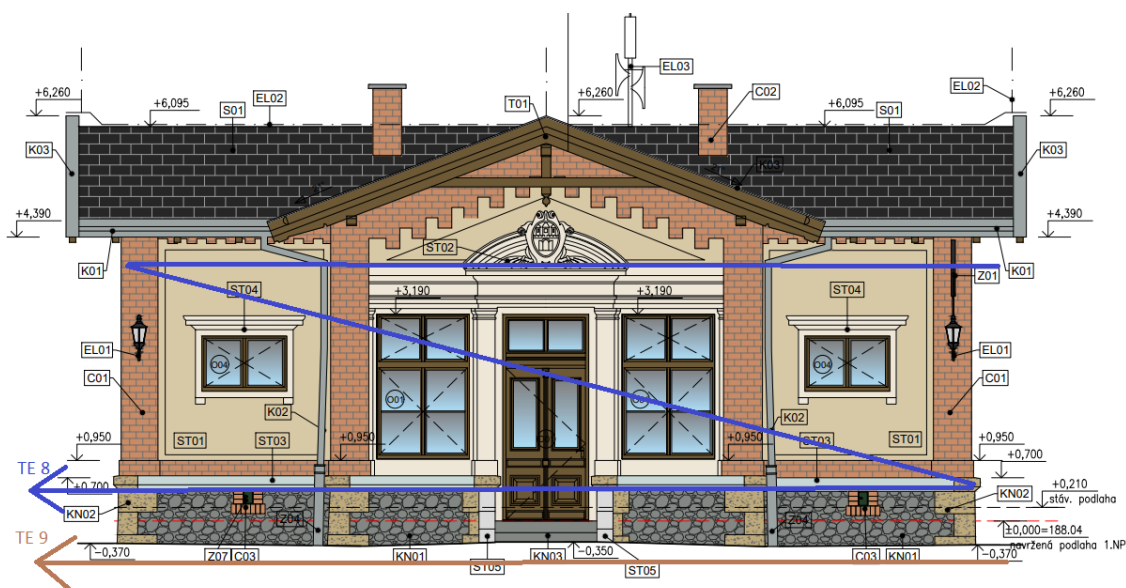 EL03
+6,260
EL02
S01
+6,095
T01
+6,260
C02
+6,095
S01
EL02
+6,260
K03
K03
K03
+4,390
+4,390
K01
ST02
K01
Z01
ST04
+3,190
+3,190
ST04
EL01
O04
O04
EL01
C01
O01
C01
K02
K02
+0,950
ST01
ST03
+0,950
+0,950
ST03
ST01
+0,950
+0,700
TE 8
+0,700
KN02
KN02
+0,210
stáv. podlaha
Z04
Z04
±0,000=188.04
navržená podlaha 1.NP
TE 9
-0,370
Z07
C03
KN01
ST05
KN03
-0,350
ST05
C03
KN01
-0,370